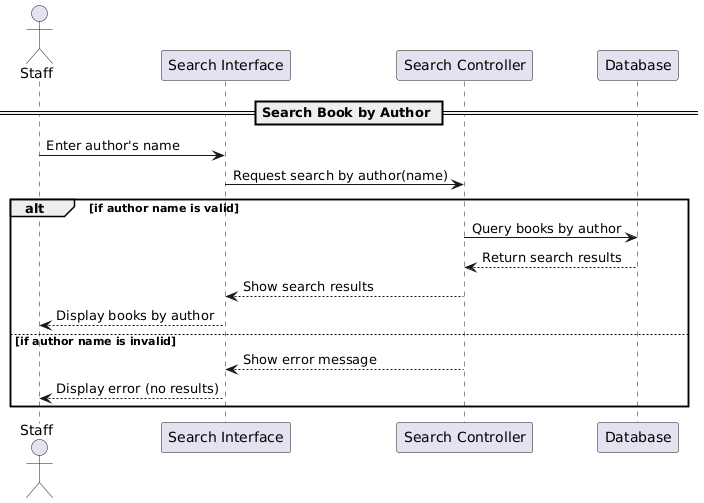 Staff
Search Interface
Search Controller
Database
Search Book by Author
Enter author's name
Request search by author(name)
alt [if author name is valid]
Query books by author
Return search results
Show search results
Display books by author
[if author name is invalid]
Show error message
Display error (no results)
Staff
Search Interface
Search Controller
Database